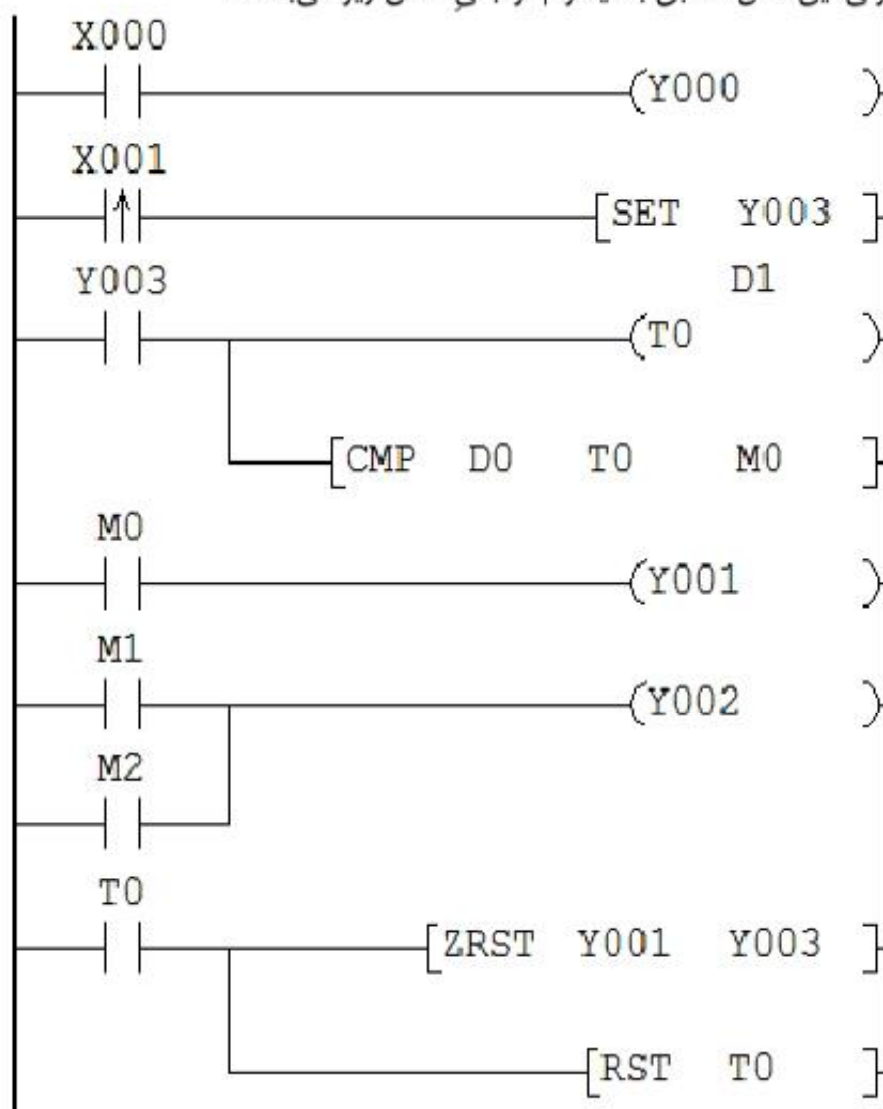 X000
(Y000 )
X001
[SET Y003 ]
Y003
D1
(T0 )
[CMP D0 T0 M0 ]
M0
(Y001 )
M1
(Y002 )
M2
T0
[ZRST Y001 Y003 ]
[RST T0 ]